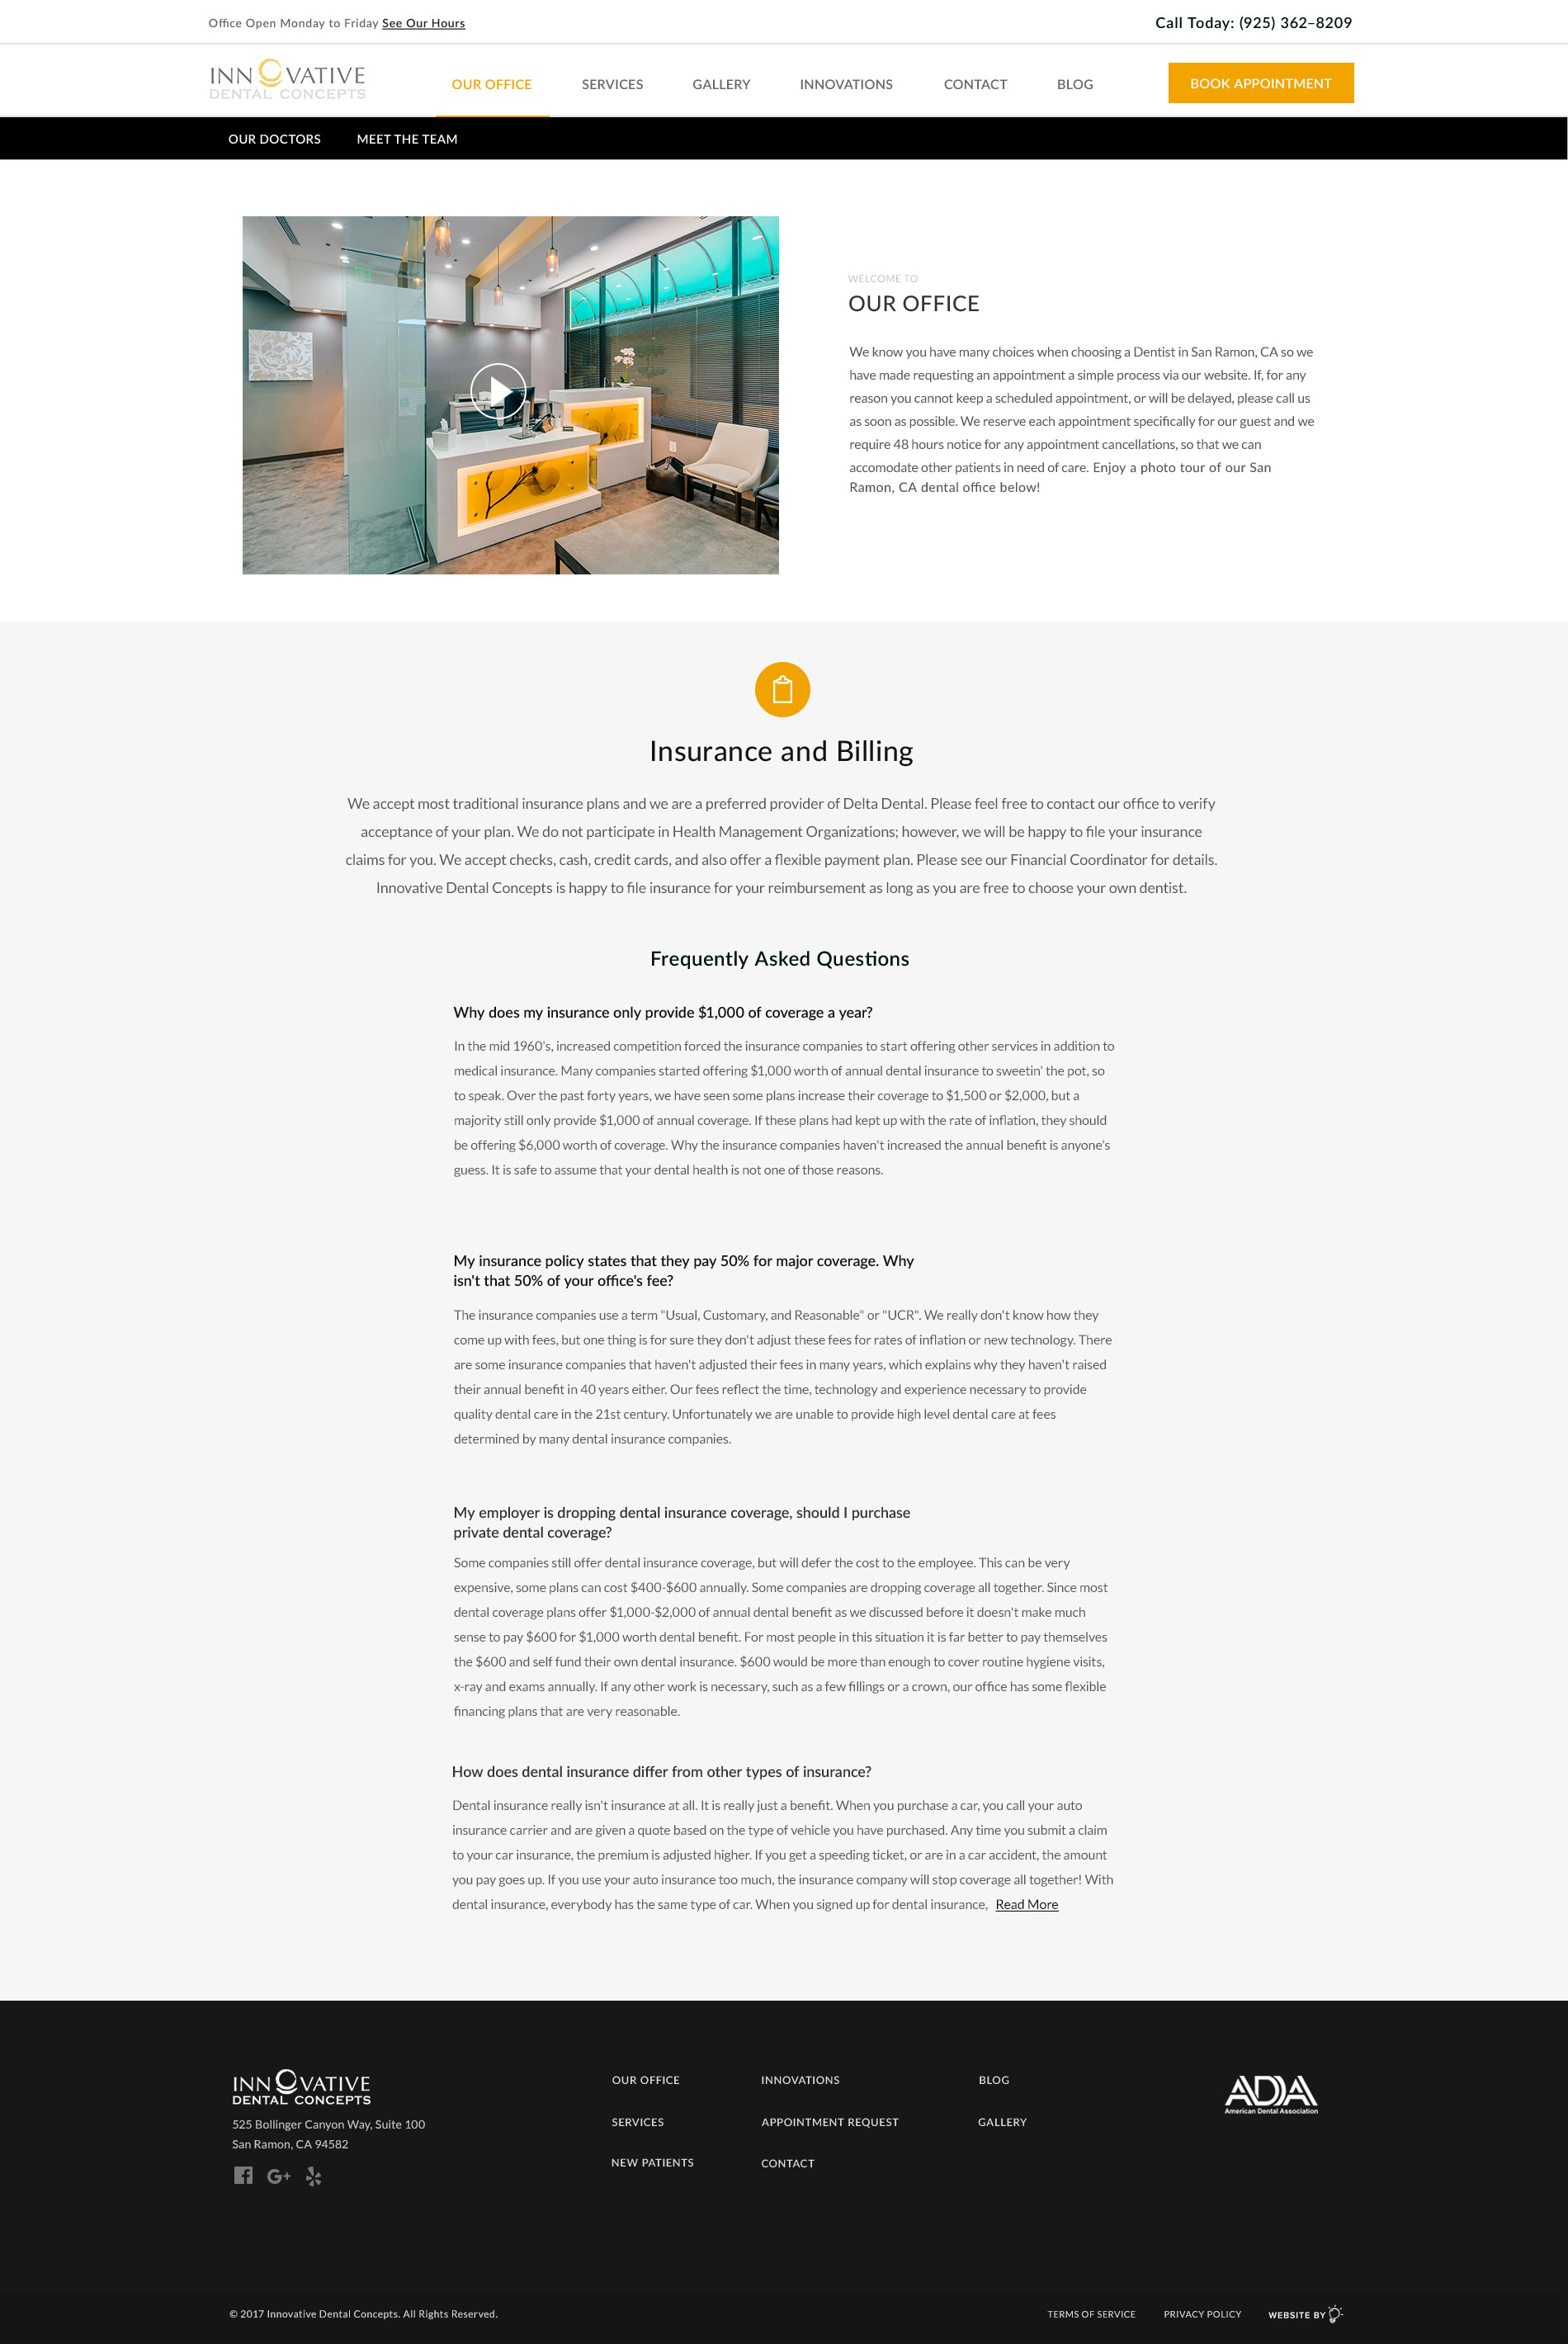 Office Open Monday to Friday See Our Hours
Call Today: (925) 362-8209
INNOVATIVE
DENTAL CONCEPTS
OUR OFFICE
SERVICES
GALLERY
INNOVATIONS
CONTACT
BLOG
BOOK APPOINTMENT
OUR DOCTORS
MEET THE TEAM
WELCOME TO
OUR OFFICE
We know you have many choices when choosing a Dentist in San Ramon, CA so we
have made requesting an appointment a simple process via our website. If, for any
reason you cannot keep a scheduled appointment, or will be delayed, please call us
as soon as possible. We reserve each appointment specifically for our guest and we
require 48 hours notice for any appointment cancellations, so that we can
accomodate other patients in need of care. Enjoy a photo tour of our San
Ramon, CA dental office below!
Insurance and Billing
We accept most traditional insurance plans and we are a preferred provider of Delta Dental. Please feel free to contact our office to verify
acceptance of your plan. We do not participate in Health Management Organizations; however, we will be happy to file your insurance
claims for you. We accept checks, cash, credit cards, and also offer a flexible payment plan. Please see our Financial Coordinator for details.
Innovative Dental Concepts is happy to file insurance for your reimbursement as long as you are free to choose your own dentist.
Frequently Asked Questions
Why does my insurance only provide $1,000 of coverage a year?
In the mid 1960's, increased competition forced the insurance companies to start offering other services in addition to
medical insurance. Many companies started offering $1,000 worth of annual dental insurance to sweetin' the pot, so
to speak. Over the past forty years, we have seen some plans increase their coverage to $1,500 or $2,000, but a
majority still only provide $1,000 of annual coverage. If these plans had kept up with the rate of inflation, they should
be offering $6,000 worth of coverage. Why the insurance companies haven't increased the annual benefit is anyone's
guess. It is safe to assume that your dental health is not one of those reasons.
My insurance policy states that they pay 50% for major coverage. Why
isn't that 50% of your office's fee?
The insurance companies use a term "Usual, Customary, and Reasonable" or "UCR". We really don't know how they
come up with fees, but one thing is for sure they don't adjust these fees for rates of inflation or new technology. There
are some insurance companies that haven't adjusted their fees in many years, which explains why they haven't raised
their annual benefit in 40 years either. Our fees reflect the time, technology and experience necessary to provide
quality dental care in the 21st century. Unfortunately we are unable to provide high level dental care at fees
determined by many dental insurance companies.
My employer is dropping dental insurance coverage, should I purchase
private dental coverage?
Some companies still offer dental insurance coverage, but will defer the cost to the employee. This can be very
expensive, some plans can cost $400-$600 annually. Some companies are dropping coverage all together. Since most
dental coverage plans offer $1,000-$2,000 of annual dental benefit as we discussed before it doesn't make much
sense to pay $600 for $1,000 worth dental benefit. For most people in this situation it is far better to pay themselves
the $600 and self fund their own dental insurance. $600 would be more than enough to cover routine hygiene visits,
x-ray and exams annually. If any other work is necessary, such as a few fillings or a crown, our office has some flexible
financing plans that are very reasonable.
How does dental insurance differ from other types of insurance?
Dental insurance really isn't insurance at all. It is really just a benefit. When you purchase a car, you call your auto
insurance carrier and are given a quote based on the type of vehicle you have purchased. Any time you submit a claim
to your car insurance, the premium is adjusted higher. If you get a speeding ticket, or are in a car accident, the amount
you pay goes up. If you use your auto insurance too much, the insurance company will stop coverage all together! With
dental insurance, everybody has the same type of car. When you signed up for dental insurance, Read More
INNOVATIVE
DENTAL CONCEPTS
525 Bollinger Canyon Way, Suite 100
San Ramon, CA 94582
G+
OUR OFFICE
INNOVATIONS
BLOG
SERVICES
APPOINTMENT REQUEST
GALLERY
NEW PATIENTS
CONTACT
ADA
American Dental Association
© 2017 Innovative Dental Concepts. All Rights Reserved.
TERMS OF SERVICE
PRIVACY POLICY
WEBSITE BY